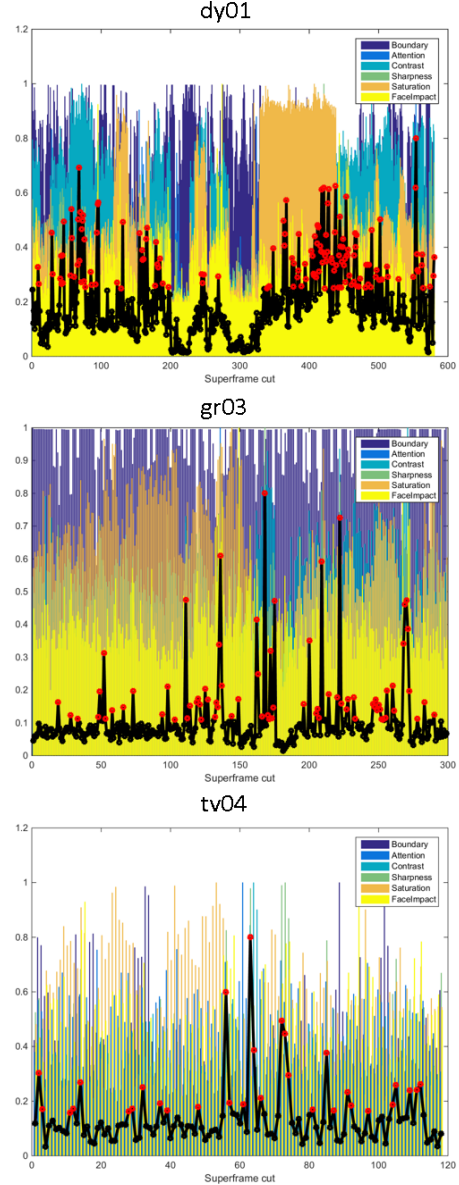 dy01
1.2
Boundary
Attention
Contrast
Sharpness
Saturation
FaceImpact
1
0.8
0.6
0.4
0.2
0
0 100 200 300 400 500 600
Superframe cut
gr03
1
Boundary
Attention
Contrast
Sharpness
Saturation
FaceImpact
0.9
0.8
0.7
0.6
0.5
0.4
0.3
0.2
0.1
0
0 50 100 150 200 250 300
Superframe cut
tv04
1.2
Boundary
Attention
Contrast
Sharpness
Saturation
FaceImpact
1
0.8
0.6
0.4
0.2
0
0 20 40 60 80 100 120
Superframe cut